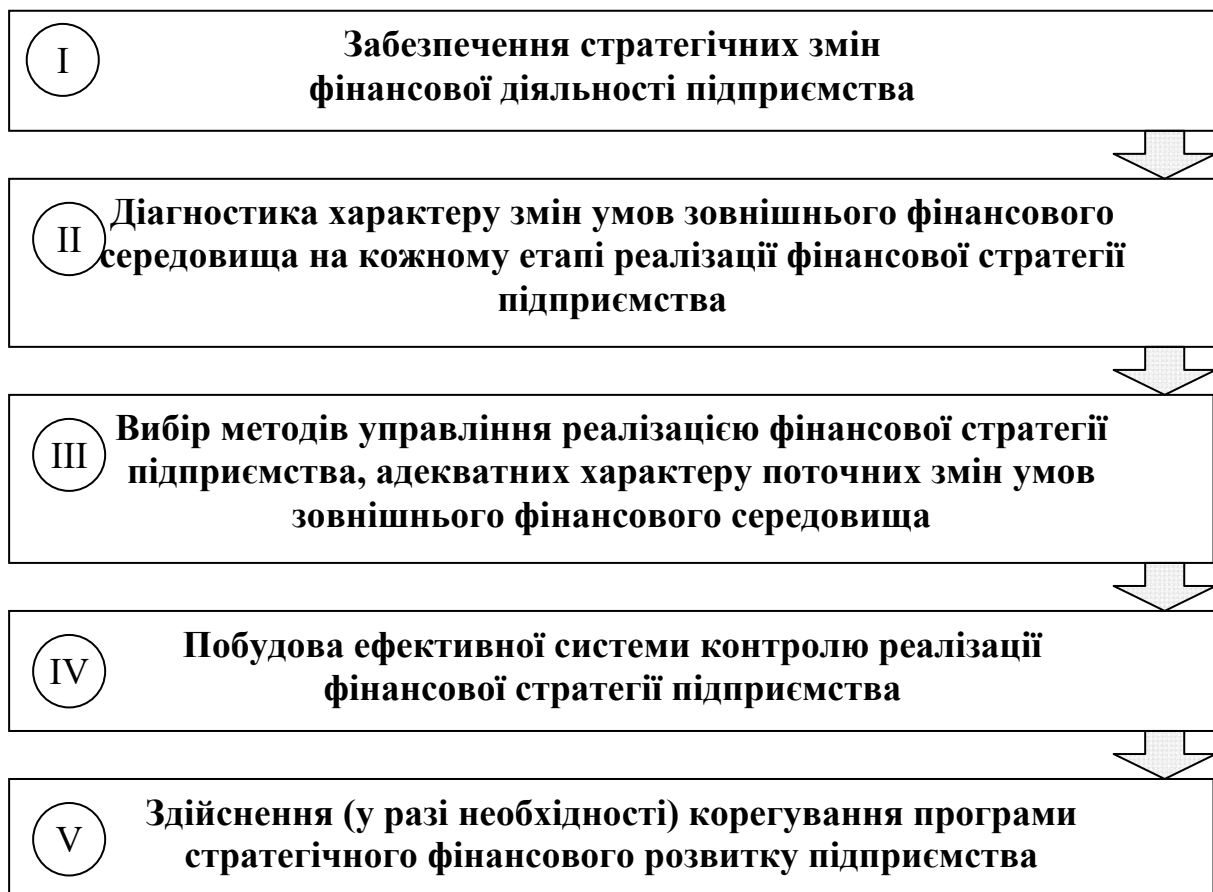 I
Забезпечення стратегічних змін
фінансової діяльності підприємства
II
Діагностика характеру змін умов зовнішнього фінансового
середовища на кожному етапі реалізації фінансової стратегії
підприємства
III
Вибір методів управління реалізацією фінансової стратегії
підприємства, адекватних характеру поточних змін умов
зовнішнього фінансового середовища
IV
Побудова ефективної системи контролю реалізації
фінансової стратегії підприємства
V
Здійснення (у разі необхідності) корегування програми
стратегічного фінансового розвитку підприємства